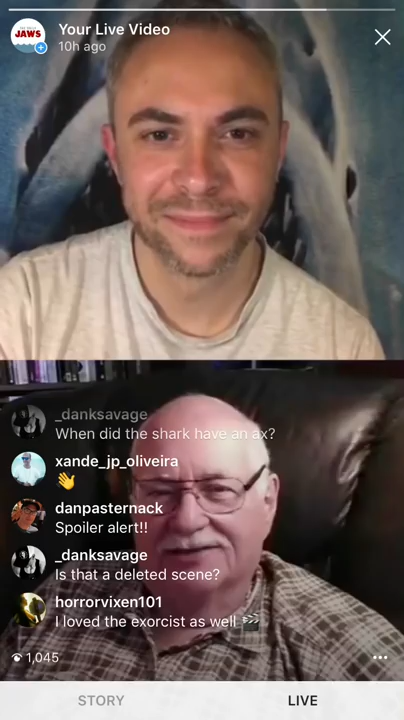 Your Live Video
10h ago
JAWS
_danksavage
When did the shark have an ax?
xande_jp_oliveira
👋
danpasternack
Spoiler alert!!
_danksavage
Is that a deleted scene?
horrorvixen101
I loved the exorcist as well 🎬
1,045
STORY
LIVE